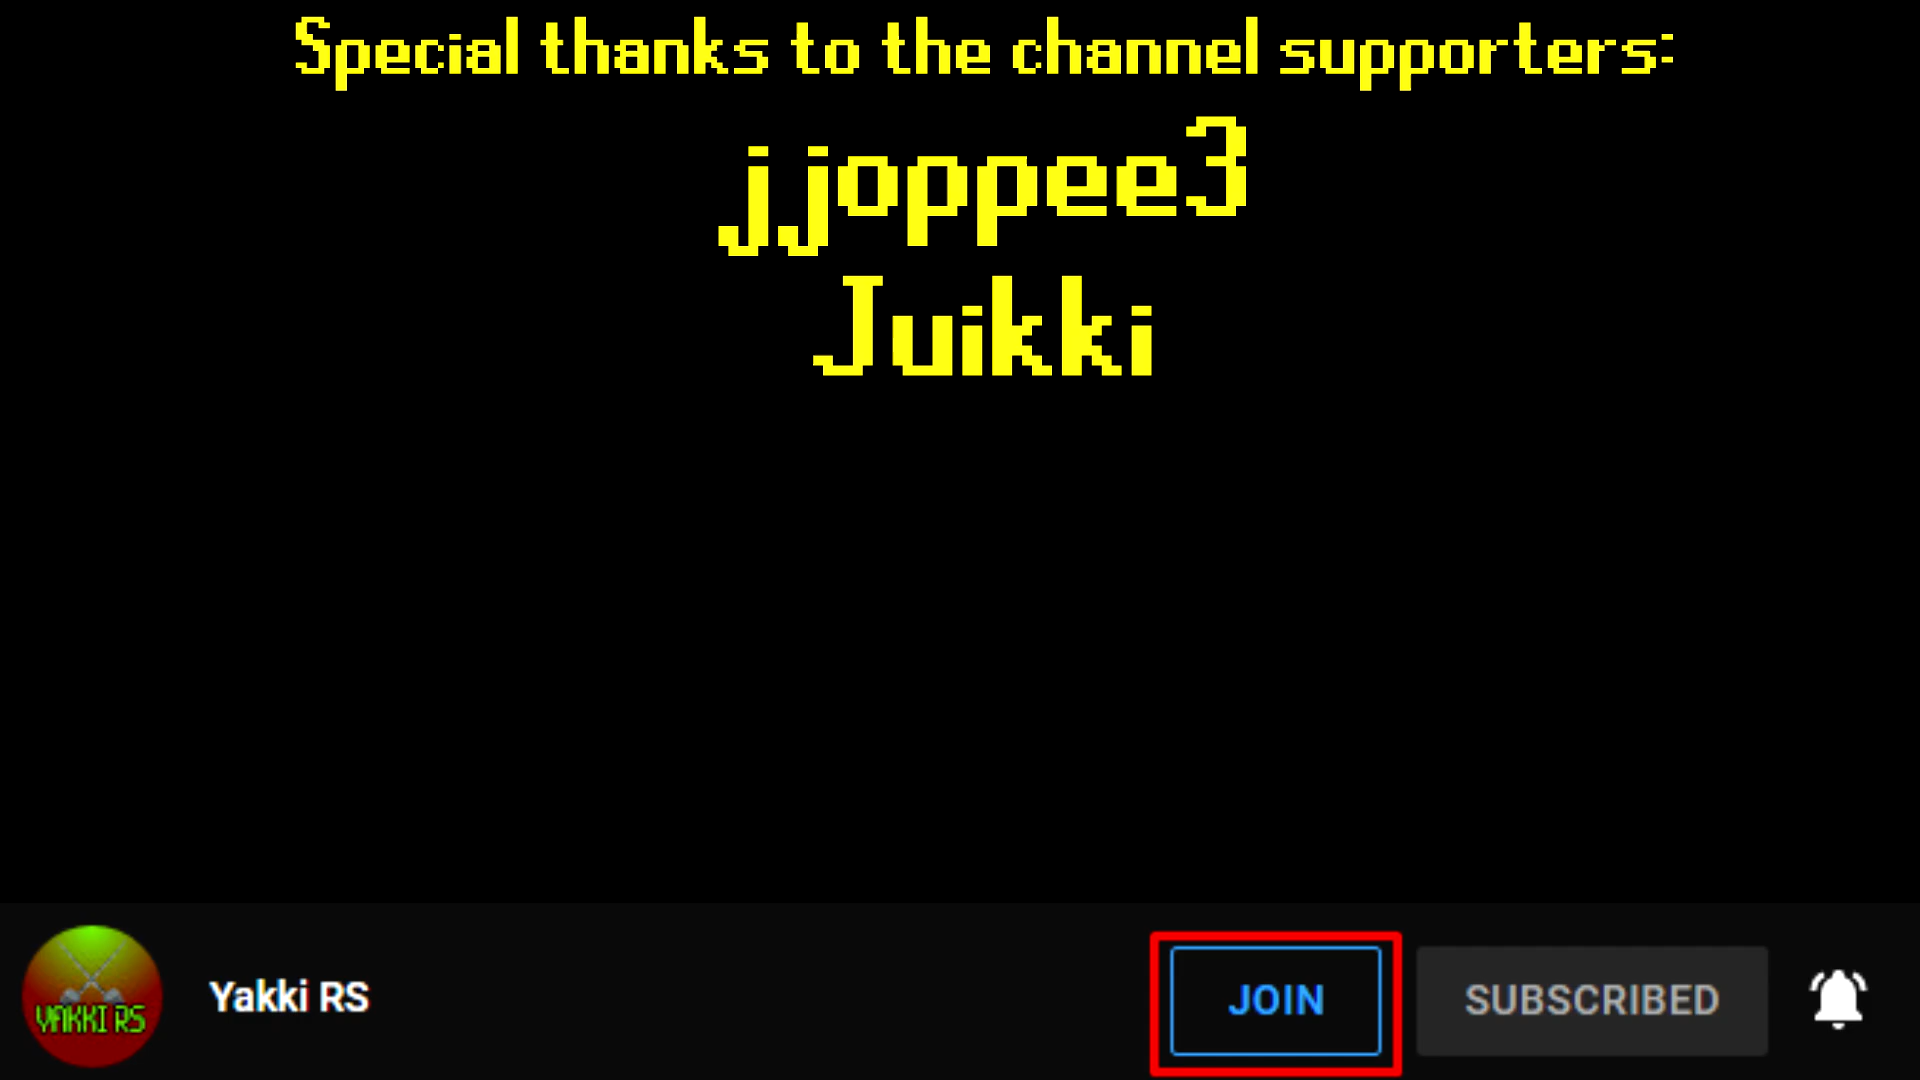 Special thanks to the channel supporters:
jjoppee3
Juikki
YAKKI RS
Yakki RS
JOIN
SUBSCRIBED